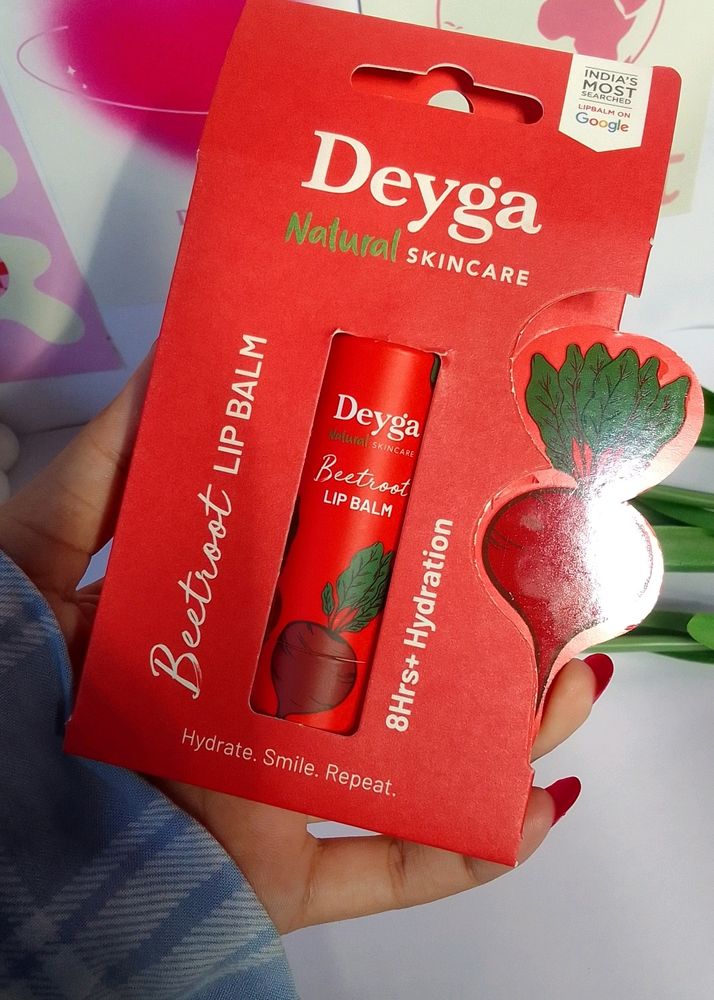 INDIA'S
MOST
SEARCHED
LIPBALM ON
Google
Deyga
Natural SKINCARE
Beetroot LIP BALM
Deyga
Natural SKINCARE
Beetroot
LIP BALM
8Hrs+ Hydration
Hydrate. Smile. Repeat.